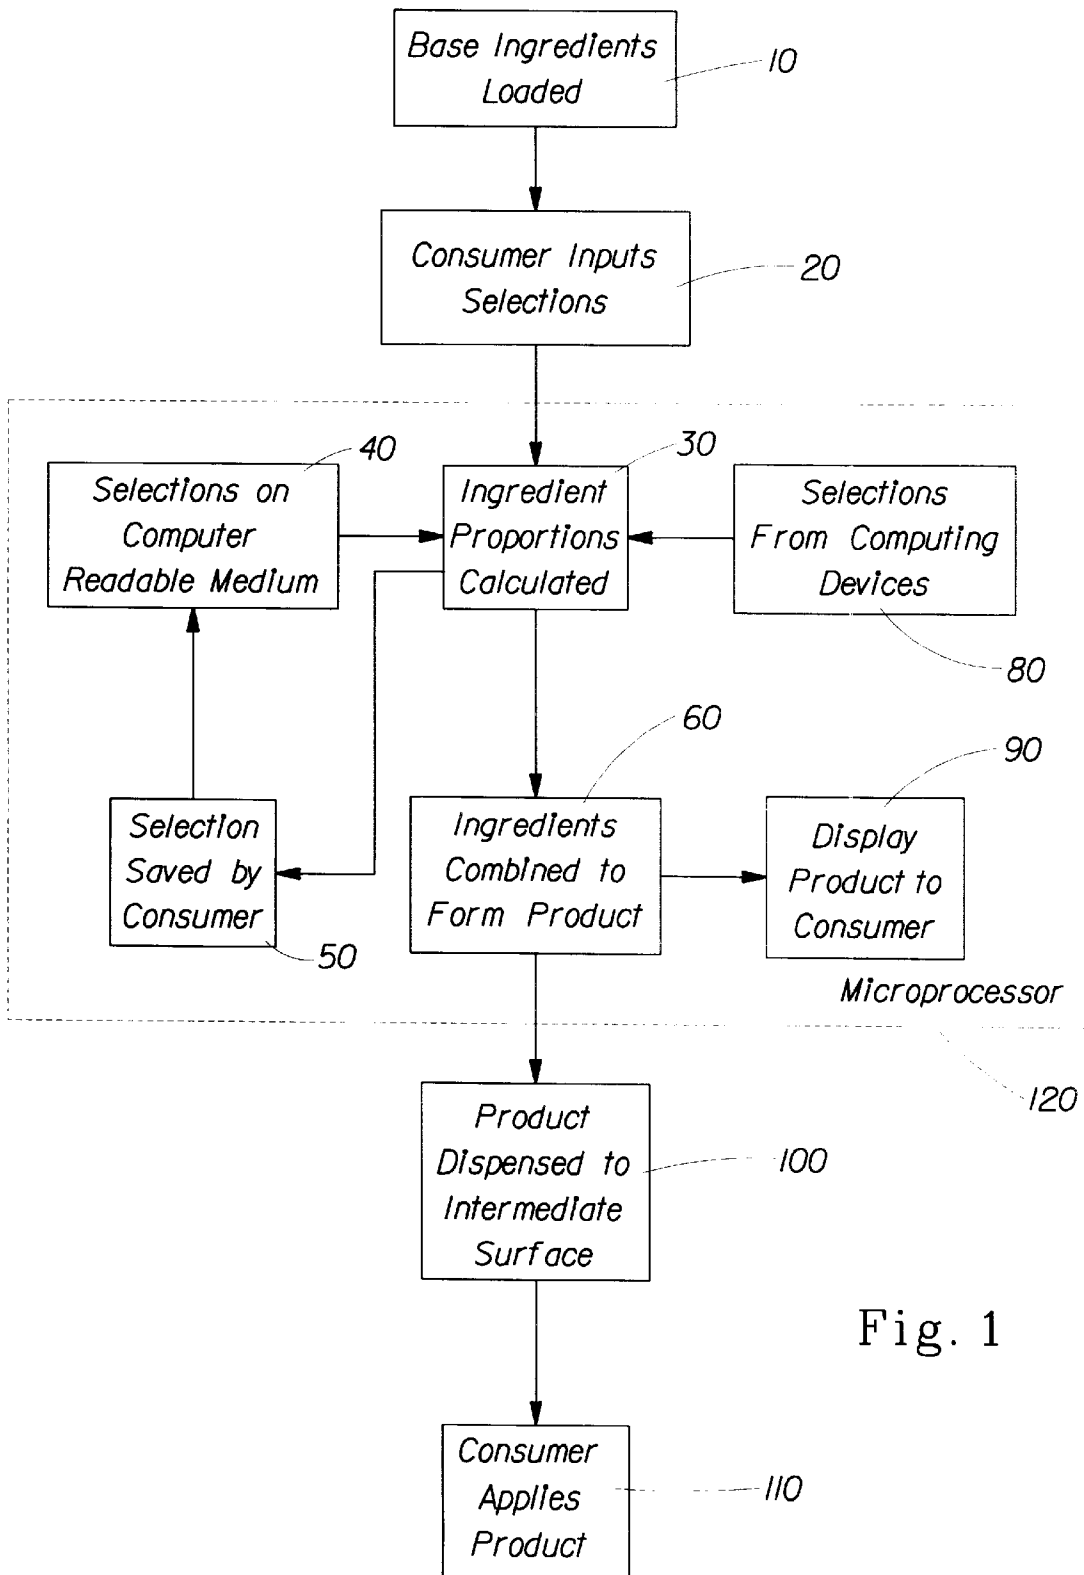 Base Ingredients
Loaded
10
Consumer Inputs
Selections
20
40
Selections on
Computer
Readable Medium
30
Ingredient
Proportions
Calculated
Selections
From Computing
Devices
80
60
90
Selection
Saved by
Consumer
50
Ingredients
Combined to
Form Product
Display
Product to
Consumer
Microprocessor
120
Product
Dispensed to
Intermediate
Surface
100
Fig. 1
Consumer
Applies
Product
110